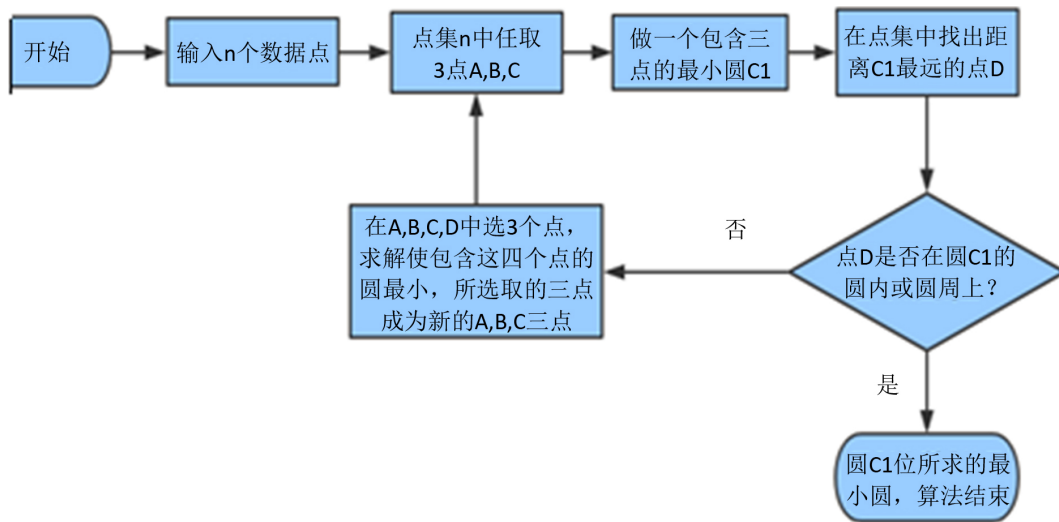 开始
输入n个数据点
点集n中任取
3点A,B,C
做一个包含三
点的最小圆C1
在点集中找出距
离C1最远的点D
点D是否在圆C1的
圆内或圆周上?
否
在A,B,C,D中选3个点,
求解使包含这四个点的
圆最小，所选取的三点
成为新的A,B,C三点
是
圆C1位所求的最
小圆，算法结束